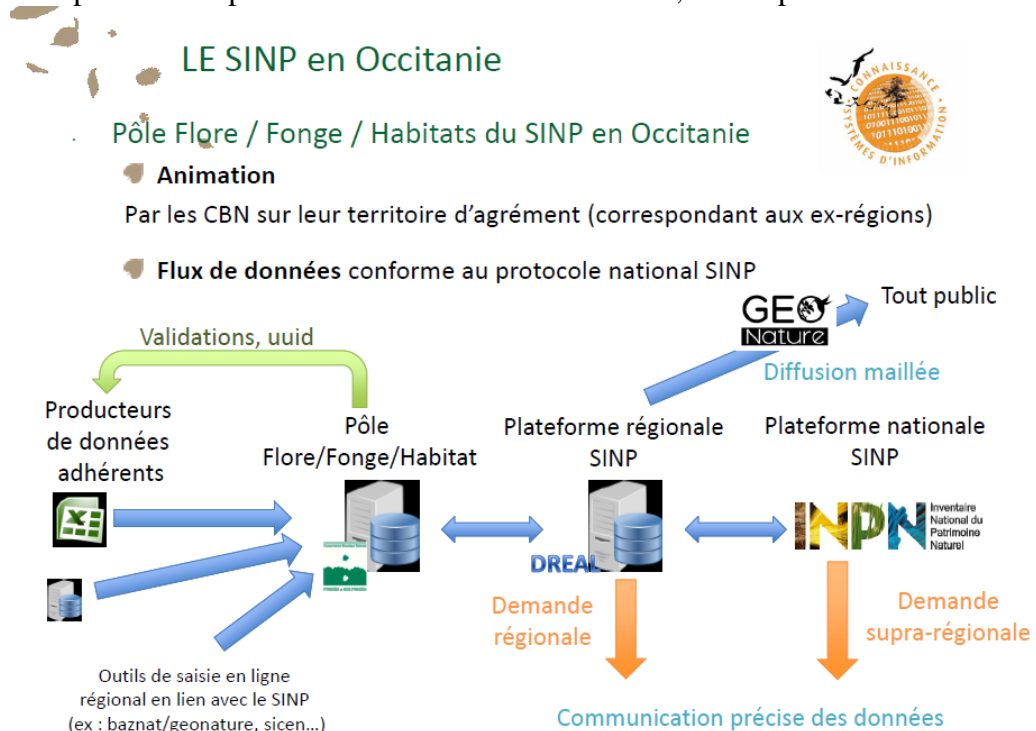 LE SINP en Occitanie
CONNAISSANCE
SYSTÈMES D'INFORMATION
Pôle Flore / Fonge / Habitats du SINP en Occitanie
Animation
Par les CBN sur leur territoire d'agrément (correspondant aux ex-régions)
Flux de données conforme au protocole national SINP
GEO
Nature
Tout public
Validations, uuid
Diffusion maillée
Producteurs
de données
adhérents
Pôle
Flore/Fonge/Habitat
Plateforme régionale
SINP
Plateforme nationale
SINP
INPN
Inventaire
National du
Patrimoine
Naturel
DREAL
Demande
régionale
Demande
supra-régionale
Outils de saisie en ligne
régional en lien avec le SINP
(ex : baznat/geonature, sicen...)
Communication précise des données